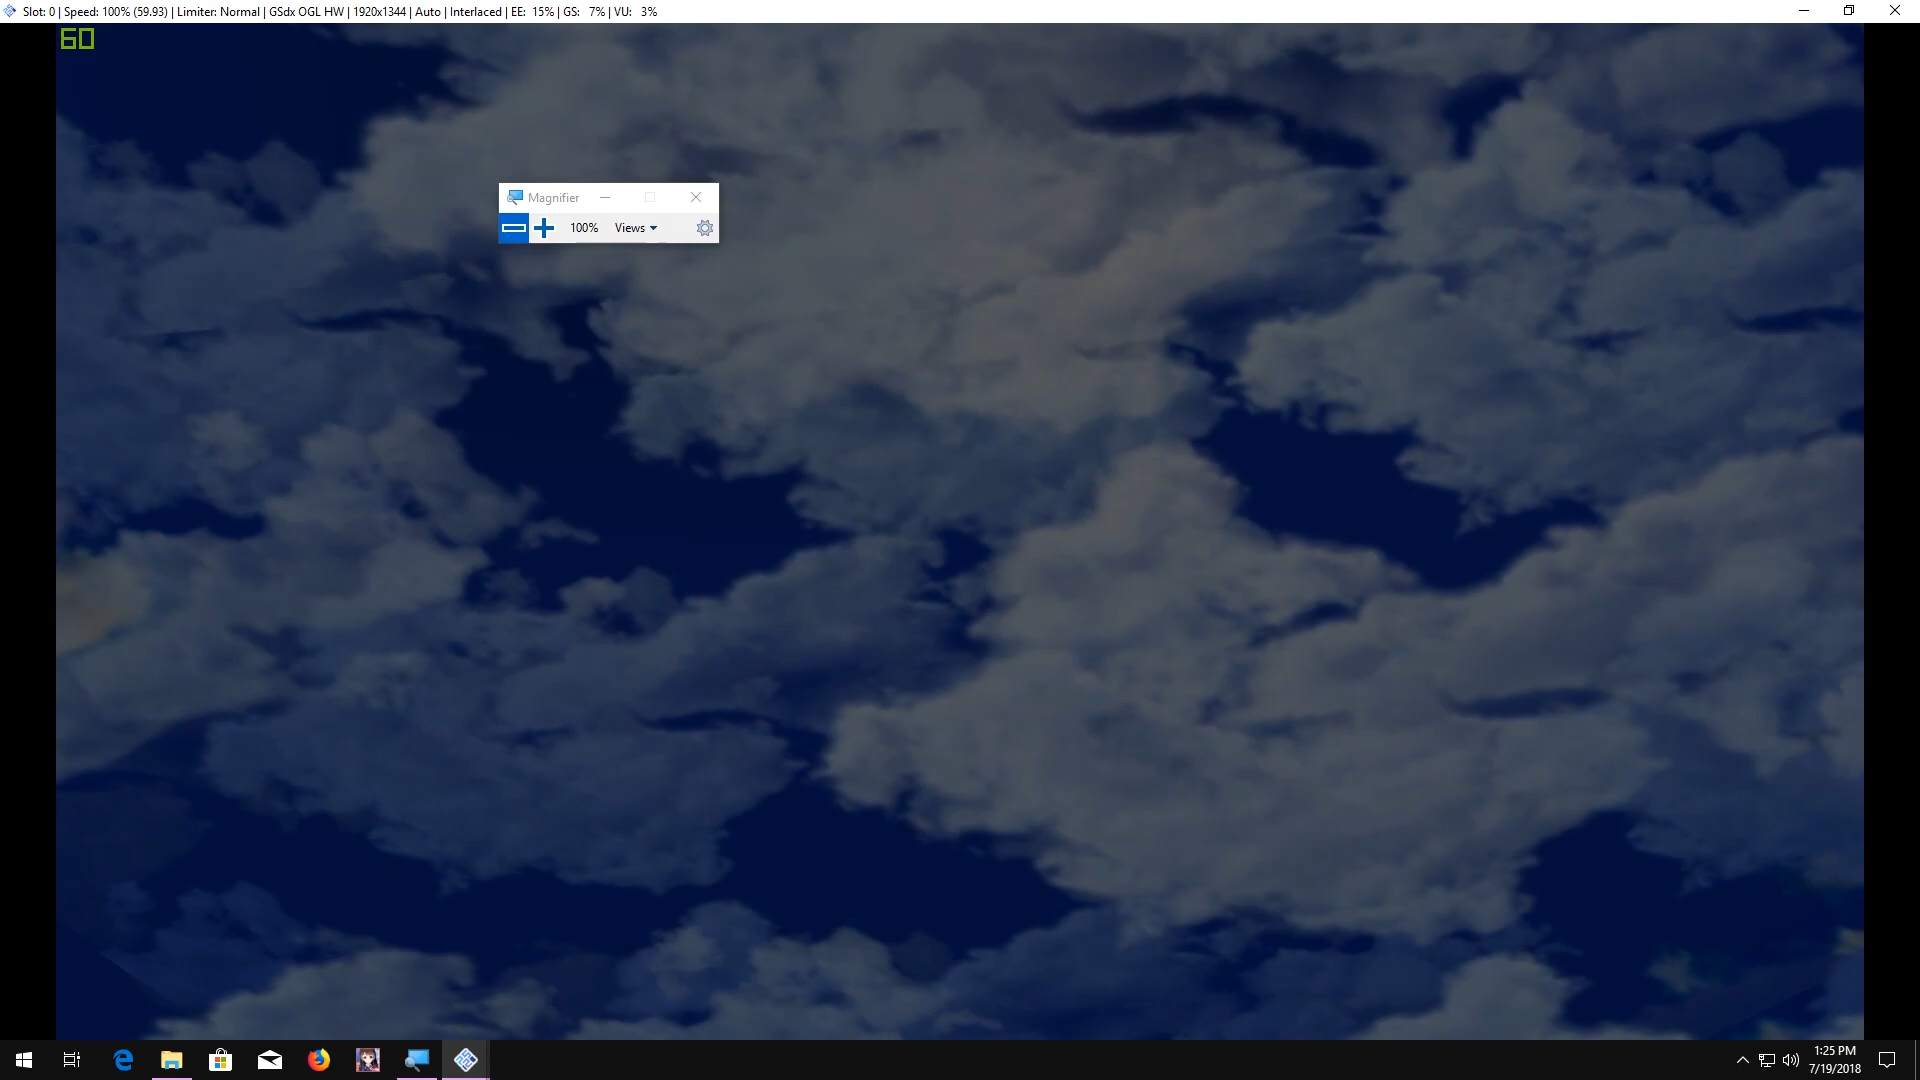 Slot: 0 | Speed: 100% (59.93) | Limiter: Normal | GSdx OGL HW | 1920x1344 | Auto | Interlaced | EE: 15% | GS: 7% | VU: 3%
60
Magnifier
100% Views
1:25 PM
7/19/2018